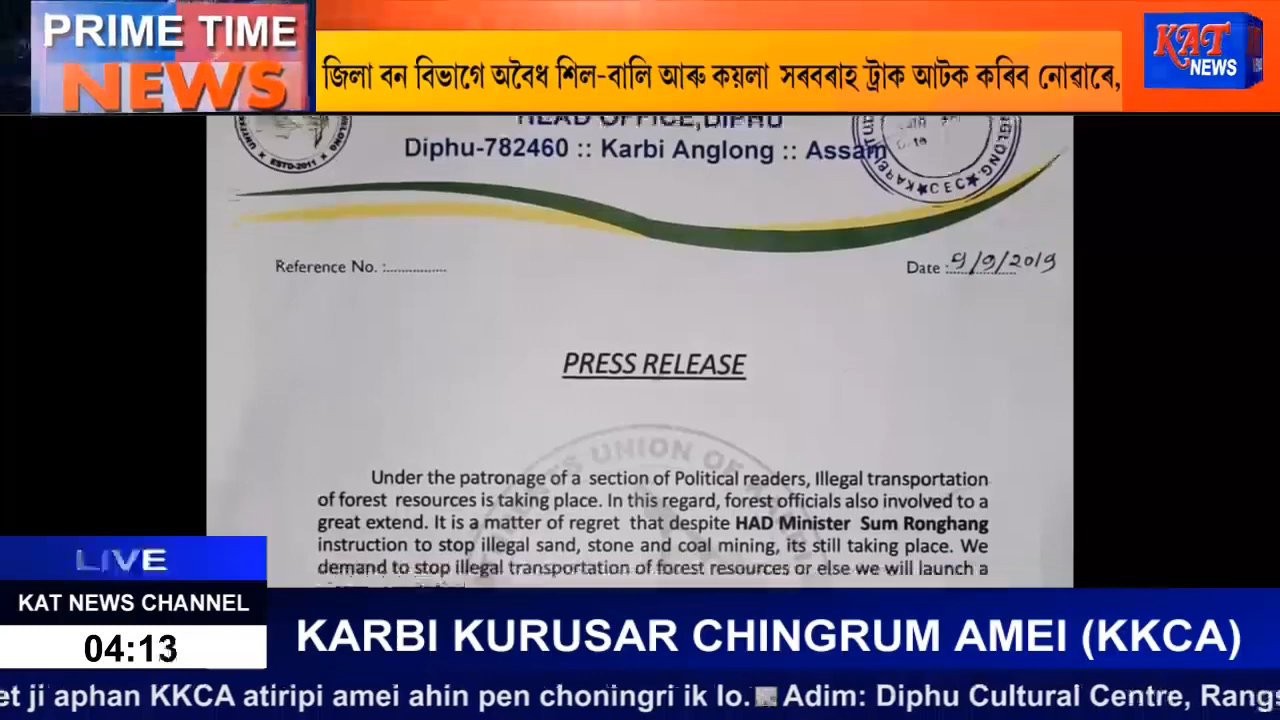 PRIME TIME
NEWS
জিলা বন বিভাগে অবৈধ শিল-বালি আৰু কয়লা সৰবৰাহ ট্ৰাক আটক কৰিব নোৱাৰে,
KAT
NEWS
HEAD OFFICE,DIPHU
Diphu-782460 :: Karbi Anglong :: Assam
ESTD-2011
CEC
Reference No. :...............
Date : 9/9/2019
PRESS RELEASE
UNION OF
Under the patronage of a section of Political readers, Illegal transportation
of forest resources is taking place. In this regard, forest officials also involved to a
great extend. It is a matter of regret that despite HAD Minister Sum Ronghang
instruction to stop illegal sand, stone and coal mining, its still taking place. We
demand to stop illegal transportation of forest resources or else we will launch a
LIVE
KAT NEWS CHANNEL
04:13
KARBI KURUSAR CHINGRUM AMEI (KKCA)
et ji aphan KKCA atiripi amei ahin pen choningri ik lo. Adim: Diphu Cultural Centre, Rangs